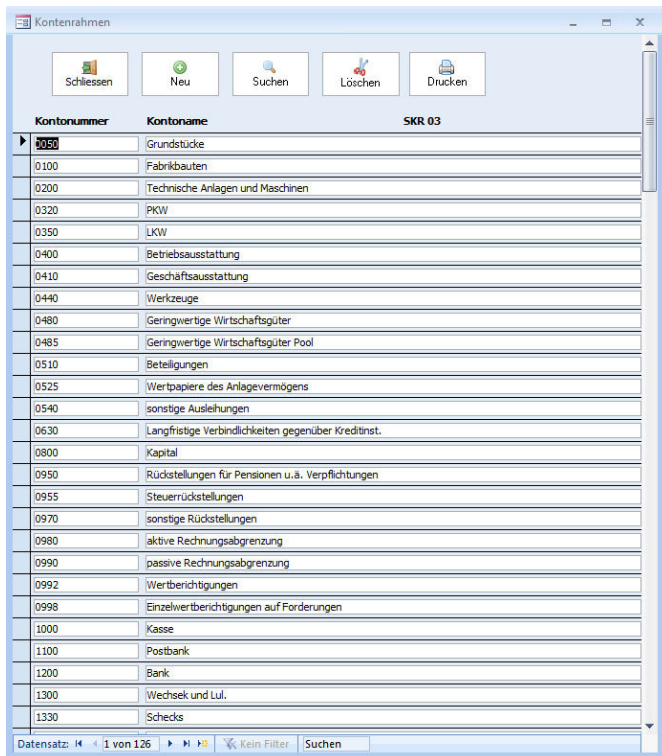 Kontenrahmen
Schliessen Neu Suchen Löschen Drucken
Kontonummer Kontoname SKR 03
0050 Grundstücke
0100 Fabrikbauten
0200 Technische Anlagen und Maschinen
0320 PKW
0350 LKW
0400 Betriebsausstattung
0410 Geschäftsausstattung
0440 Werkzeuge
0480 Geringwertige Wirtschaftsgüter
0485 Geringwertige Wirtschaftsgüter Pool
0510 Beteiligungen
0525 Wertpapiere des Anlagevermögens
0540 sonstige Ausleihungen
0630 Langfristige Verbindlichkeiten gegenüber Kreditinst.
0800 Kapital
0950 Rückstellungen für Pensionen u.ä. Verpflichtungen
0955 Steuerrückstellungen
0970 sonstige Rückstellungen
0980 aktive Rechnungsabgrenzung
0990 passive Rechnungsabgrenzung
0992 Wertberichtigungen
0998 Einzelwertberichtigungen auf Forderungen
1000 Kasse
1100 Postbank
1200 Bank
1300 Wechsek und Lul.
1330 Schecks
Datensatz: 1 von 126 Kein Filter Suchen